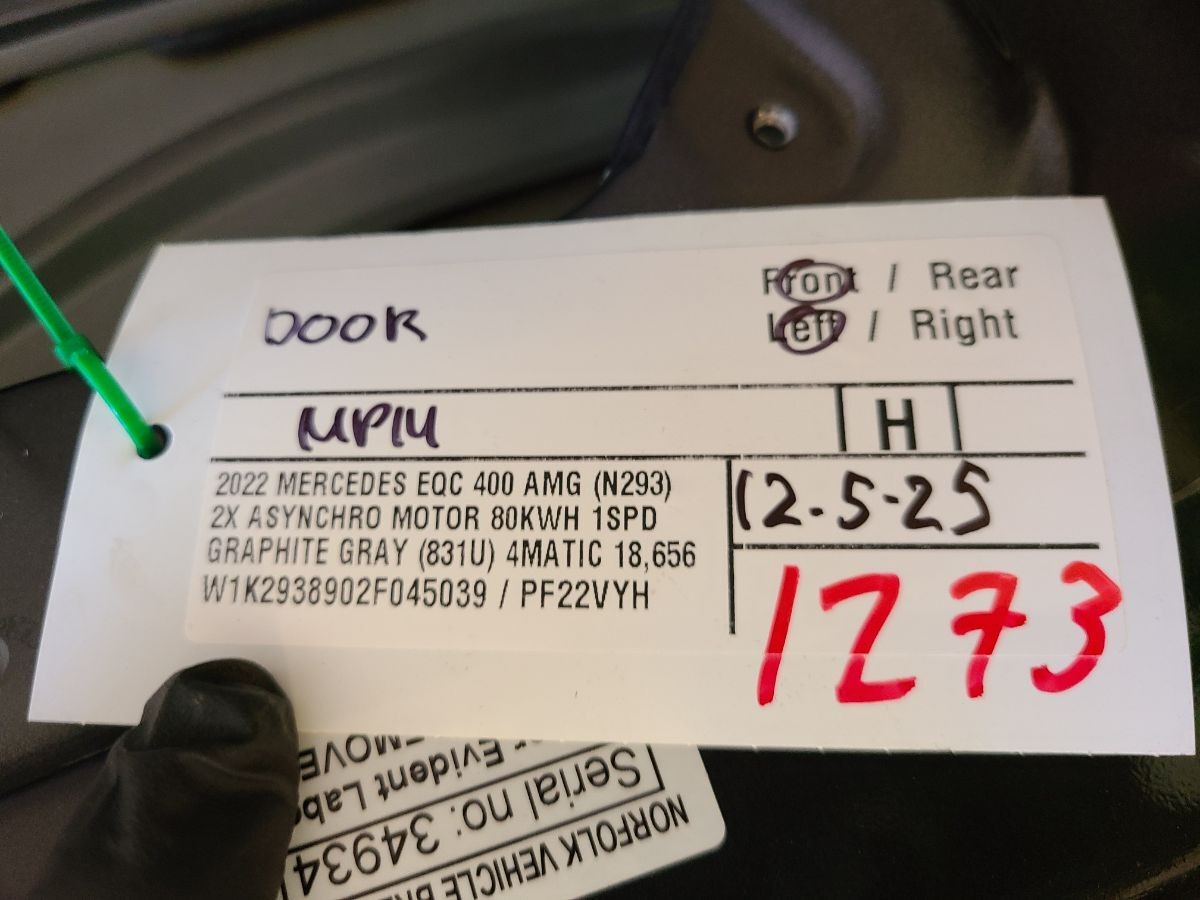 DOOR
Front / Rear
Left / Right
MP14
H
2022 MERCEDES EQC 400 AMG (N293)
2X ASYNCHRO MOTOR 80KWH 1SPD
GRAPHITE GRAY (831U) 4MATIC 18,656
W1K2938902F045039 / PF22VYH
12-5-25
1273
NORFOLK VEHICLE
Serial no: 34934
Evident